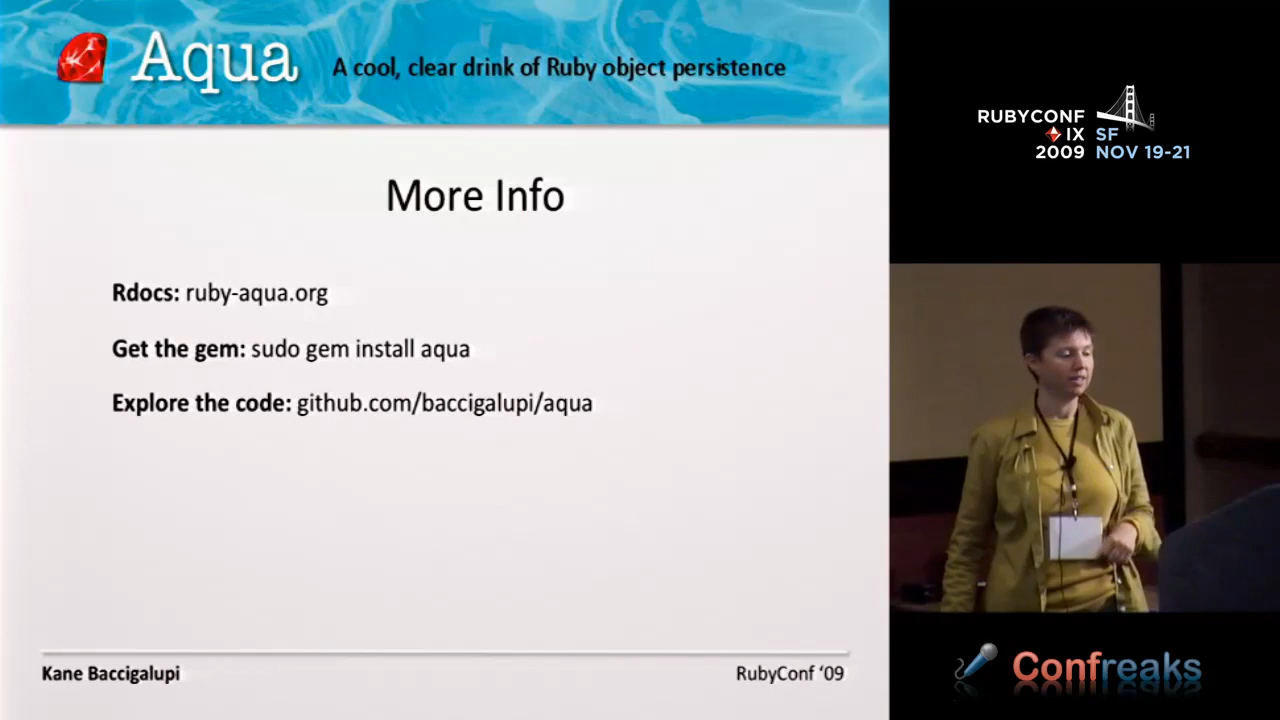 Aqua
A cool, clear drink of Ruby object persistence
More Info
Rdocs: ruby-aqua.org
Get the gem: sudo gem install aqua
Explore the code: github.com/baccigalupi/aqua
Kane Baccigalupi
RubyConf ‘09
RUBYCONF
IX SF
2009 NOV 19-21
Confreaks